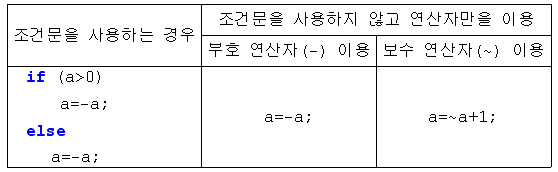 조건문을 사용하는 경우
조건문을 사용하지 않고 연산자만을 이용
부호 연산자(-) 이용
보수 연산자(~) 이용
if (a>0)
a=-a;
else
a=-a;
a=-a;
a=~a+1;